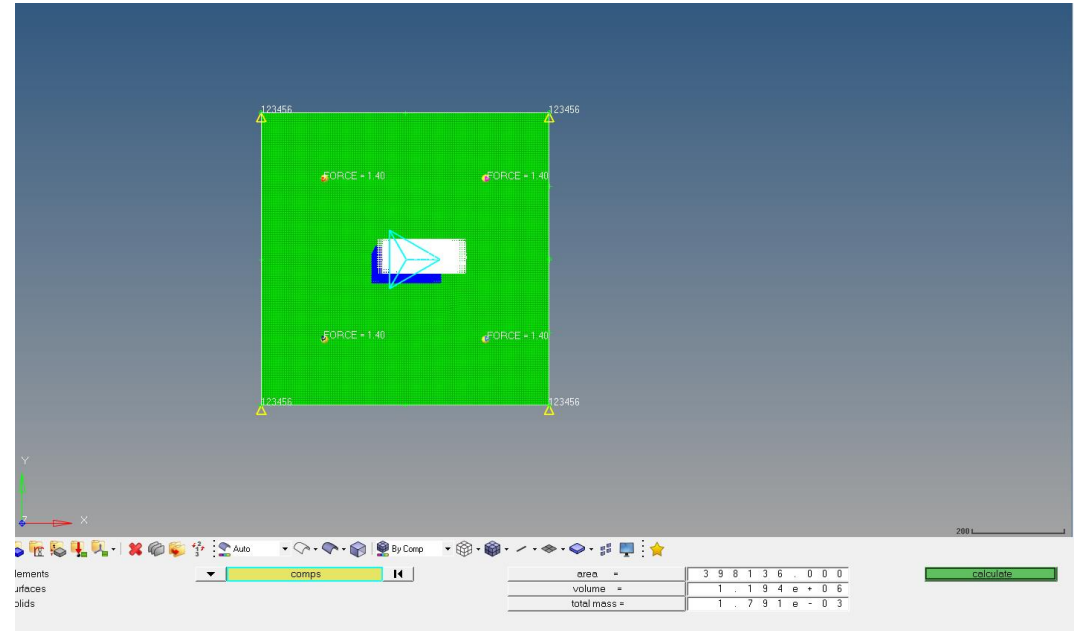 123456 123456
FORCE = 1.40 FORCE = 1.40
FORCE = 1.40 FORCE = 1.40
123456 123456
Y
Z X
200
Auto By Comp
lements comps area = 398136.000 calculate
urfaces volume = 1.194e+06
olids total mass = 1.791e-03